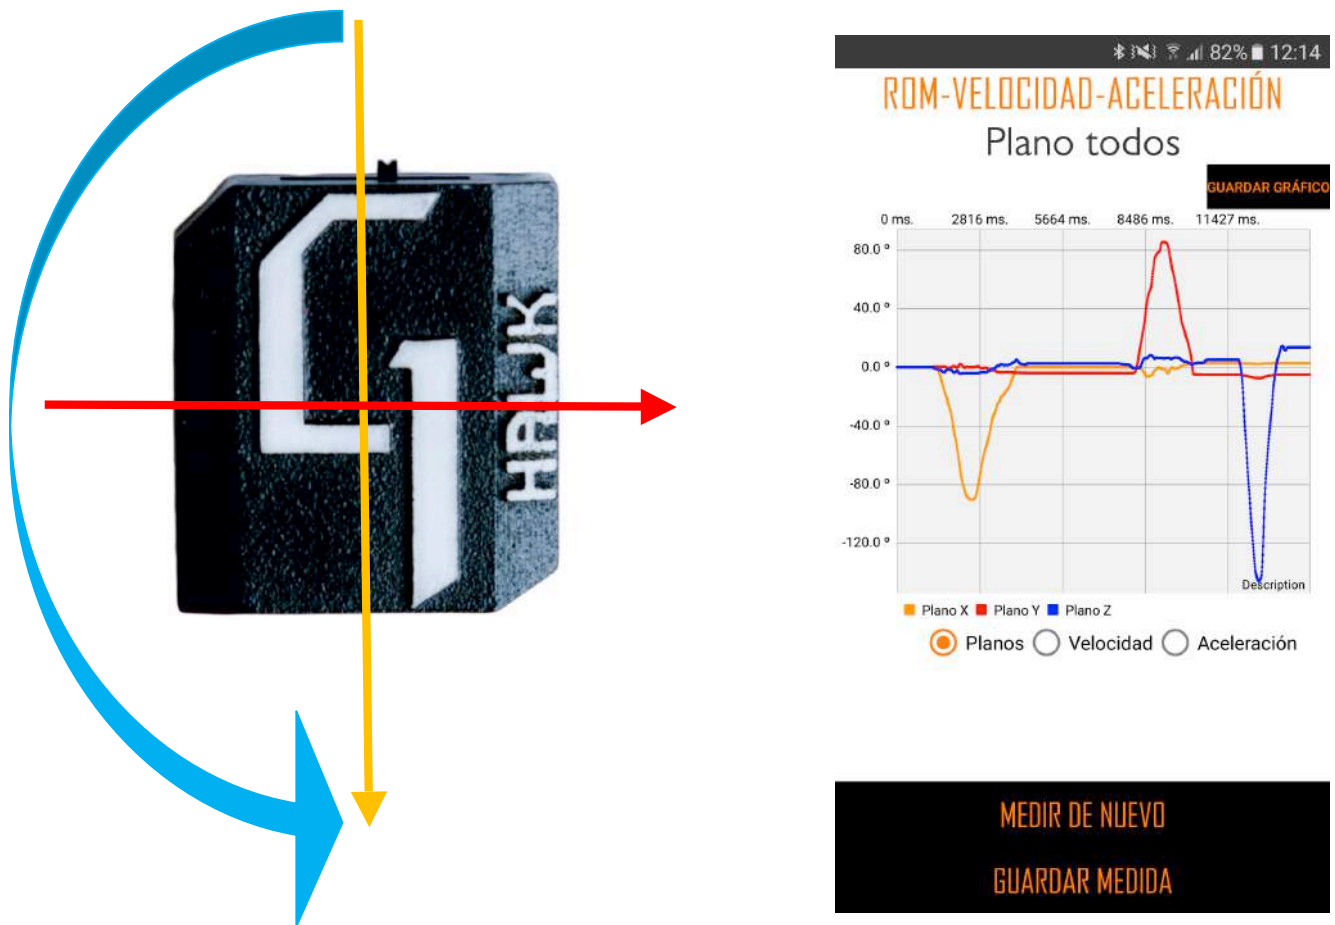 HAWK
82% 12:14
ROM-VELOCIDAD-ACELERACIÓN
Plano todos
GUARDAR GRÁFICO
0 ms. 2816 ms. 5664 ms. 8486 ms. 11427 ms.
80.0 º
40.0 º
0.0 º
-40.0 º
-80.0 º
-120.0 º
Description
Plano X Plano Y Plano Z
Planos Velocidad Aceleración
MEDIR DE NUEVO
GUARDAR MEDIDA